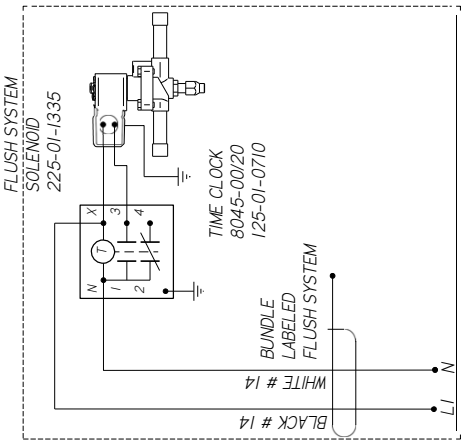 FLUSH SYSTEM
SOLENOID
225-01-1335
TIME CLOCK
8045-00/20
125-01-0710
X
3
4
T
N
1
2
BUNDLE
LABELED
FLUSH SYSTEM
WHITE # 14
BLACK # 14
L1
N